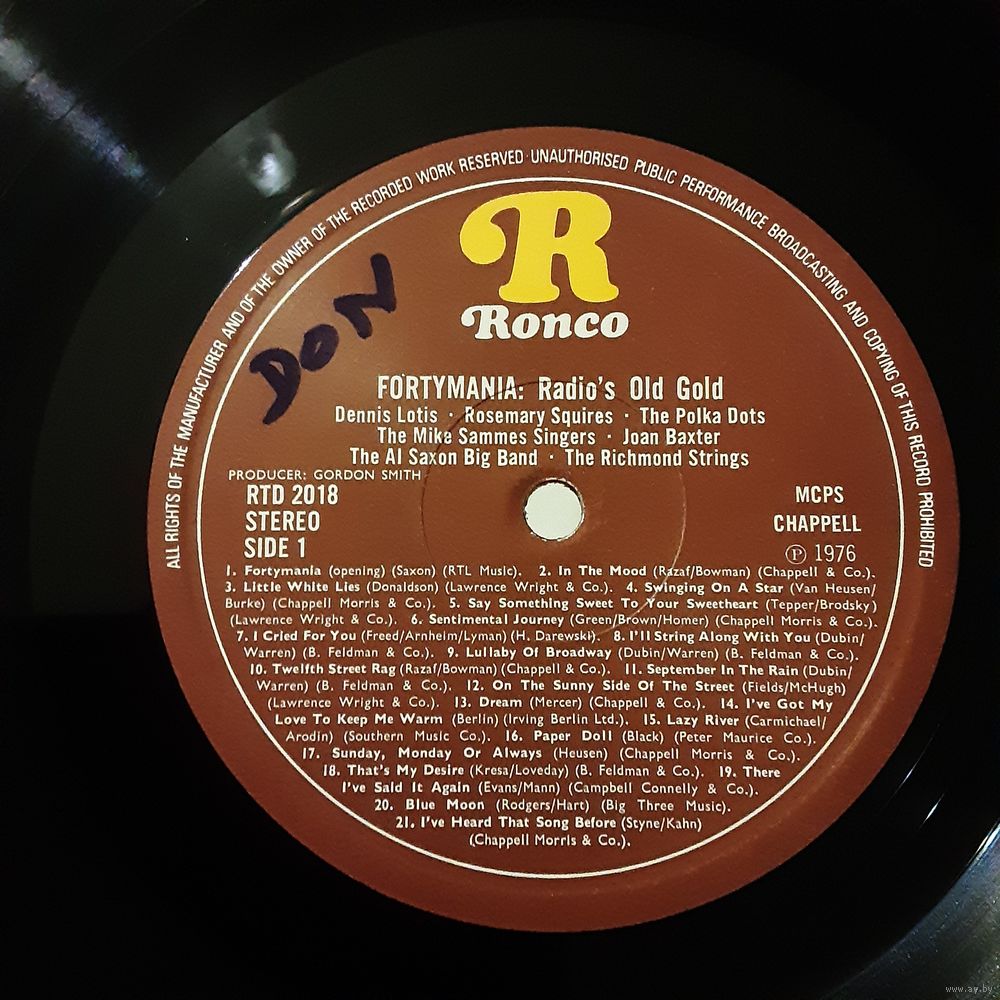 ALL RIGHTS OF THE MANUFACTURER AND OF THE OWNER OF THE RECORDED WORK RESERVED · UNAUTHORISED PUBLIC PERFORMANCE BROADCASTING AND COPYING OF THIS RECORD PROHIBITED
R
Ronco
DON
FORTYMANIA: Radio's Old Gold
Dennis Lotis · Rosemary Squires · The Polka Dots
The Mike Sammes Singers · Joan Baxter
The Al Saxon Big Band · The Richmond Strings
PRODUCER: GORDON SMITH
RTD 2018
STEREO
SIDE 1
MCPS
CHAPPELL
Ⓟ 1976
1. Fortymania (opening) (Saxon) (RTL Music). 2. In The Mood (Razaf/Bowman) (Chappell & Co.).
3. Little White Lies (Donaldson) (Lawrence Wright & Co.). 4. Swinging On A Star (Van Heusen/
Burke) (Chappell Morris & Co.). 5. Say Something Sweet To Your Sweetheart (Tepper/Brodsky)
(Lawrence Wright & Co.). 6. Sentimental Journey (Green/Brown/Homer) (Chappell Morris & Co.).
7. I Cried For You (Freed/Arnheim/Lyman) (H. Darewski). 8. I'll String Along With You (Dubin/
Warren) (B. Feldman & Co.). 9. Lullaby Of Broadway (Dubin/Warren) (B. Feldman & Co.).
10. Twelfth Street Rag (Razaf/Bowman) (Chappell & Co.). 11. September In The Rain (Dubin/
Warren) (B. Feldman & Co.). 12. On The Sunny Side Of The Street (Fields/McHugh)
(Lawrence Wright & Co.). 13. Dream (Mercer) (Chappell & Co.). 14. I've Got My
Love To Keep Me Warm (Berlin) (Irving Berlin Ltd.). 15. Lazy River (Carmichael/
Arodin) (Southern Music Co.). 16. Paper Doll (Black) (Peter Maurice Co.).
17. Sunday, Monday Or Always (Heusen) (Chappell Morris & Co.).
18. That's My Desire (Kresa/Loveday) (B. Feldman & Co.). 19. There
I've Said It Again (Evans/Mann) (Campbell Connelly & Co.).
20. Blue Moon (Rodgers/Hart) (Big Three Music).
21. I've Heard That Song Before (Styne/Kahn)
(Chappell Morris & Co.).
www.ay.by